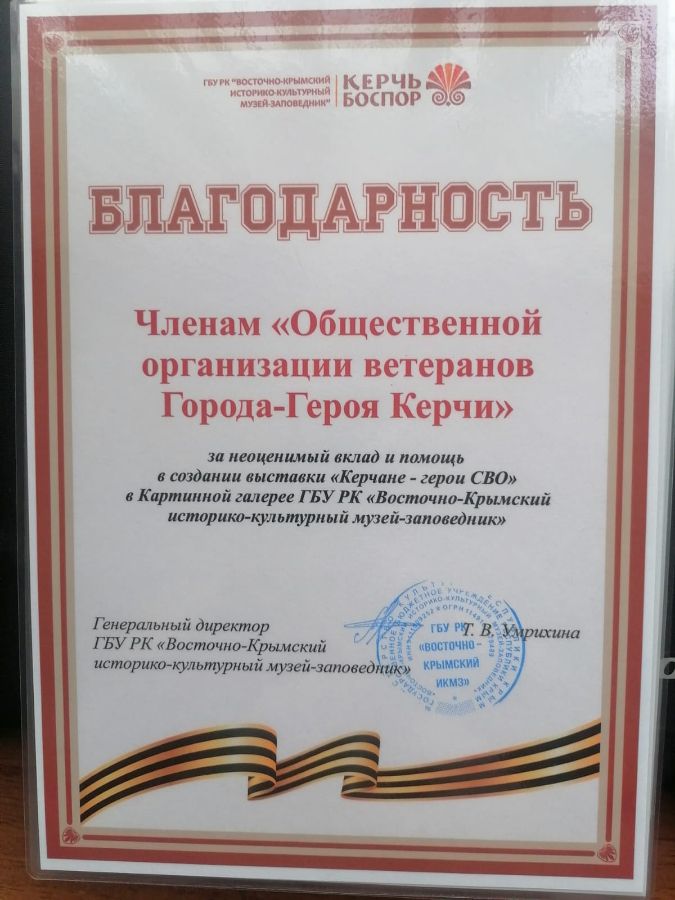 ГБУ РК "ВОСТОЧНО-КРЫМСКИЙ
ИСТОРИКО-КУЛЬТУРНЫЙ
МУЗЕЙ-ЗАПОВЕДНИК"
КЕРЧЬ
БОСПОР
БЛАГОДАРНОСТЬ
Членам «Общественной
организации ветеранов
Города-Героя Керчи»
за неоценимый вклад и помощь
в создании выставки «Керчане - герои СВО»
в Картинной галерее ГБУ РК «Восточно-Крымский
историко-культурный музей-заповедник»
Генеральный директор
ГБУ РК «Восточно-Крымский
историко-культурный музей-заповедник»
Т. В. Умрихина
ГБУ РК
«ВОСТОЧНО-
КРЫМСКИЙ
ИКМЗ»